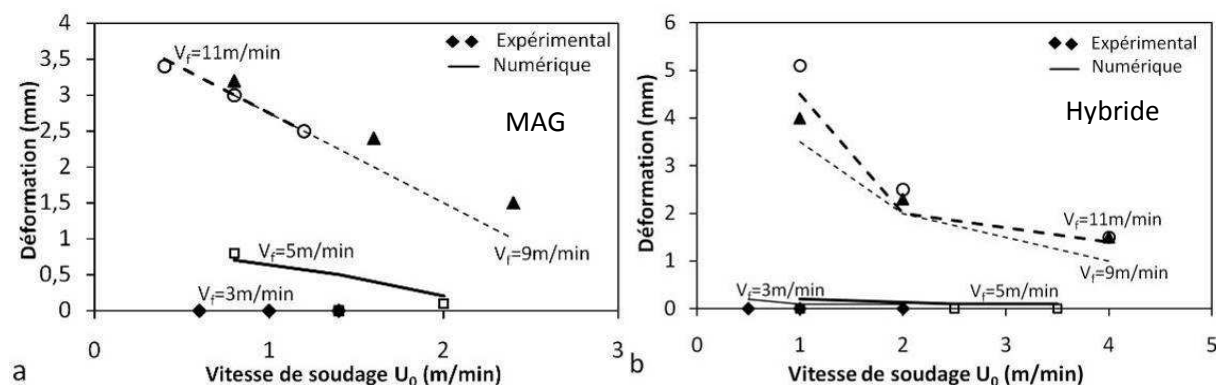 4
3,5
3
2,5
2
1,5
1
0,5
0
Déformation (mm)
V_f=11m/min
Expérimental
Numérique
MAG
V_f=5m/min
V_f=9m/min
V_f=3m/min
0 1 2 3
Vitesse de soudage U_0 (m/min)
a
6
5
4
3
2
1
0
Déformation (mm)
Expérimental
Numérique
Hybride
V_f=11m/min
V_f=9m/min
V_f=3m/min
V_f=5m/min
0 1 2 3 4 5
Vitesse de soudage U_0 (m/min)
b